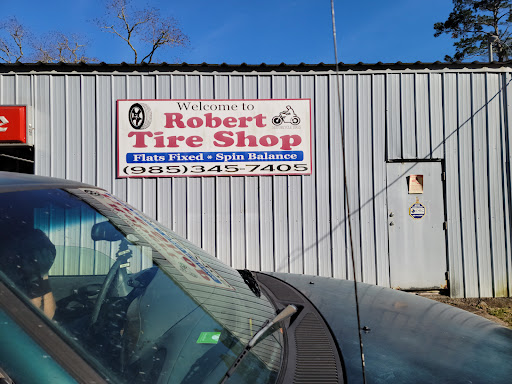 Welcome to
Robert
Tire Shop
Flats Fixed * Spin Balance
(985)345-7405